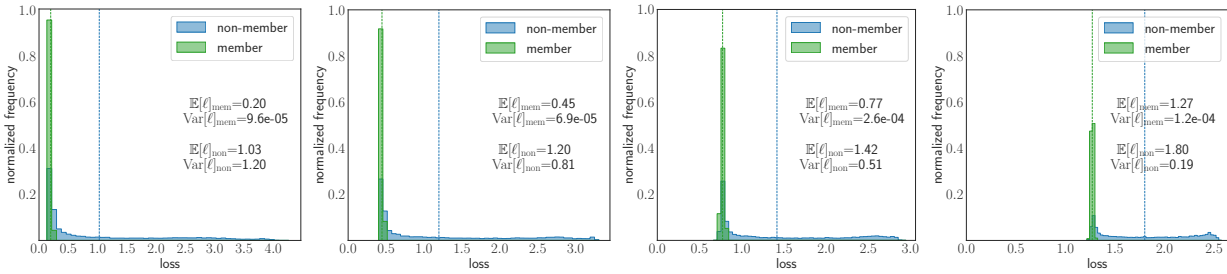 normalized frequency
1.0
0.8
0.6
0.4
0.2
non-member
member
𝔼[ℓ]mem=0.20
Var[ℓ]mem=9.6e-05
𝔼[ℓ]non=1.03
Var[ℓ]non=1.20
0.0 0.5 1.0 1.5 2.0 2.5 3.0 3.5 4.0
loss
normalized frequency
1.0
0.8
0.6
0.4
0.2
non-member
member
𝔼[ℓ]mem=0.45
Var[ℓ]mem=6.9e-05
𝔼[ℓ]non=1.20
Var[ℓ]non=0.81
0.0 0.5 1.0 1.5 2.0 2.5 3.0
loss
normalized frequency
1.0
0.8
0.6
0.4
0.2
non-member
member
𝔼[ℓ]mem=0.77
Var[ℓ]mem=2.6e-04
𝔼[ℓ]non=1.42
Var[ℓ]non=0.51
0.0 0.5 1.0 1.5 2.0 2.5 3.0
loss
normalized frequency
1.0
0.8
0.6
0.4
0.2
non-member
member
𝔼[ℓ]mem=1.27
Var[ℓ]mem=1.2e-04
𝔼[ℓ]non=1.80
Var[ℓ]non=0.19
0.0 0.5 1.0 1.5 2.0 2.5
loss